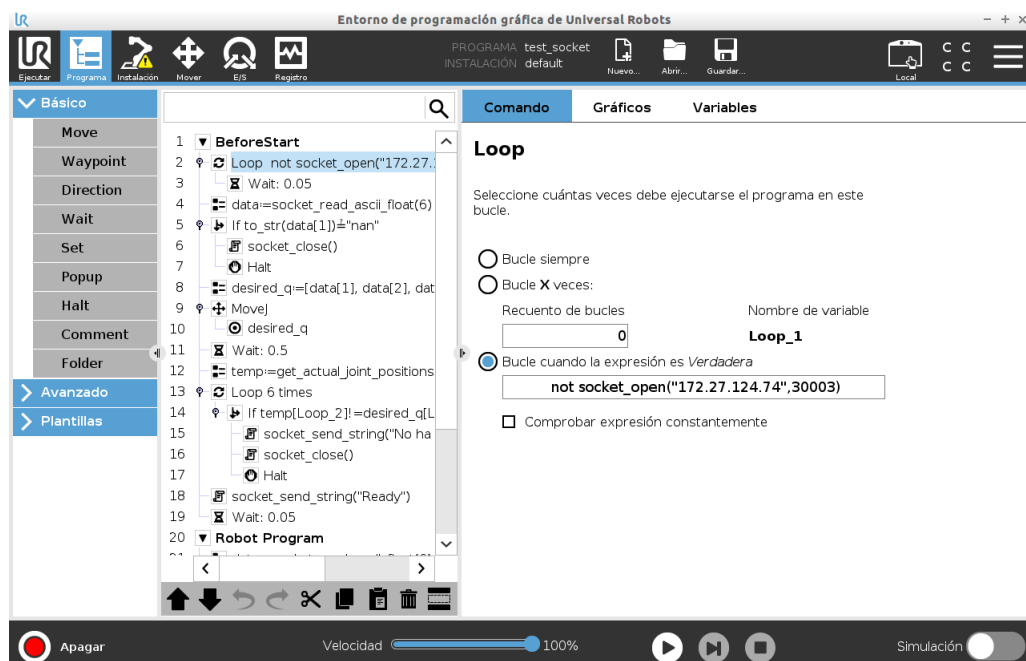 Entorno de programación gráfica de Universal Robots
UR
Ejecutar
Programa
Instalación
Mover
E/S
Registro
PROGRAMA test_socket
INSTALACIÓN default
Nuevo...
Abrir...
Guardar...
Local
C C
C C
Básico
Move
Waypoint
Direction
Wait
Set
Popup
Halt
Comment
Folder
Avanzado
Plantillas
1 BeforeStart
2 Loop not socket_open("172.27.
3 Wait: 0.05
4 data:=socket_read_ascii_float(6)
5 If to_str(data[1])≟"nan"
6 socket_close()
7 Halt
8 desired_q:=[data[1], data[2], dat
9 MoveJ
10 desired_q
11 Wait: 0.5
12 temp:=get_actual_joint_positions
13 Loop 6 times
14 If temp[Loop_2]!=desired_q[L
15 socket_send_string("No ha
16 socket_close()
17 Halt
18 socket_send_string("Ready")
19 Wait: 0.05
20 Robot Program
Comando Gráficos Variables
Loop
Seleccione cuántas veces debe ejecutarse el programa en este
bucle.
Bucle siempre
Bucle X veces:
Recuento de bucles Nombre de variable
0 Loop_1
Bucle cuando la expresión es Verdadera
not socket_open("172.27.124.74",30003)
Comprobar expresión constantemente
Apagar
Velocidad 100%
Simulación